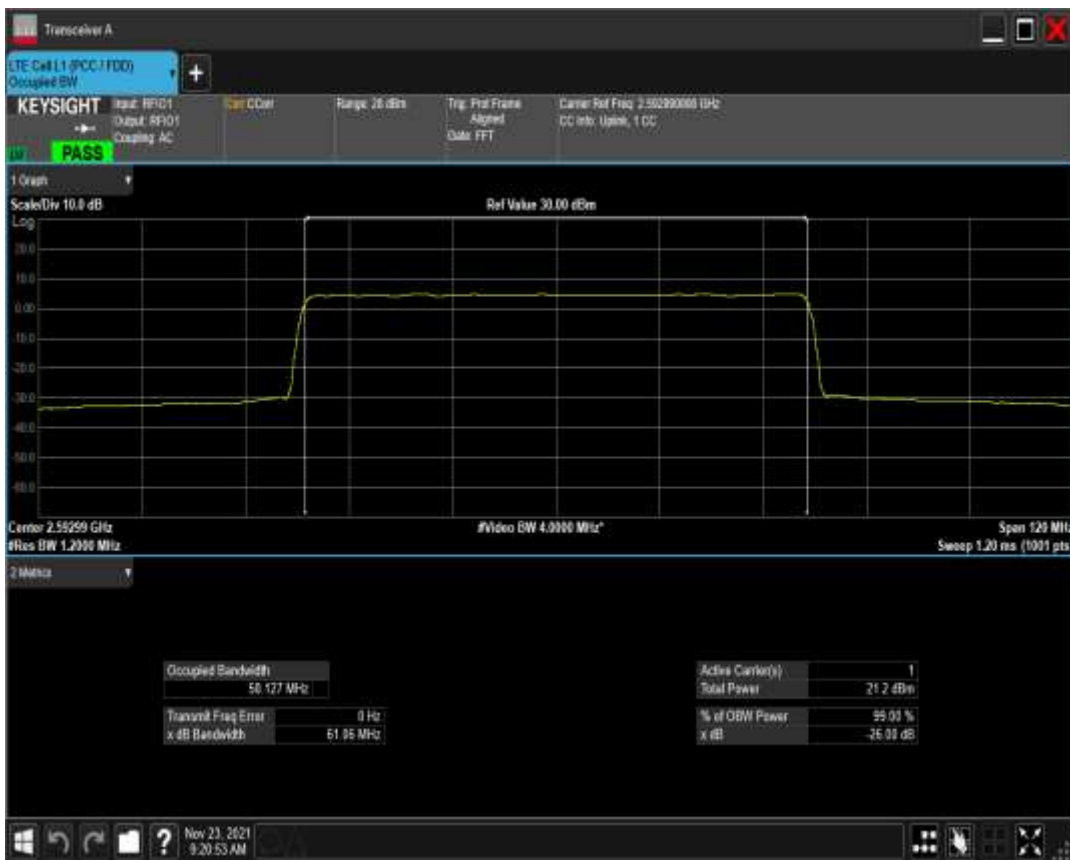 Transceiver A
LTE Cell L1 (PCC / FDD)
Occupied BW
+
KEYSIGHT
Input: RFIO1
Output: RFIO1
Coupling: AC
PASS
Corr CCorr
Range: 28 dBm
Trig: Prd Frame
Aligned
Gate: FFT
Carrier Ref Freq: 2.592990000 GHz
CC Info: Uplink, 1 CC
1 Graph
Scale/Div 10.0 dB
Ref Value 30.00 dBm
Log
20.0
10.0
0.00
-10.0
-20.0
-30.0
-40.0
-50.0
-60.0
Center 2.59299 GHz
#Video BW 4.0000 MHz*
Span 120 MHz
#Res BW 1.2000 MHz
Sweep 1.20 ms (1001 pts
2 Metrics
Occupied Bandwidth
Transmit Freq Error 0 Hz
x dB Bandwidth 61.06 MHz
Active Carrier(s) 1
Total Power 21.2 dBm
% of OBW Power 99.00 %
x dB -26.00 dB
?
Nov 23, 2021
9:20:53 AM